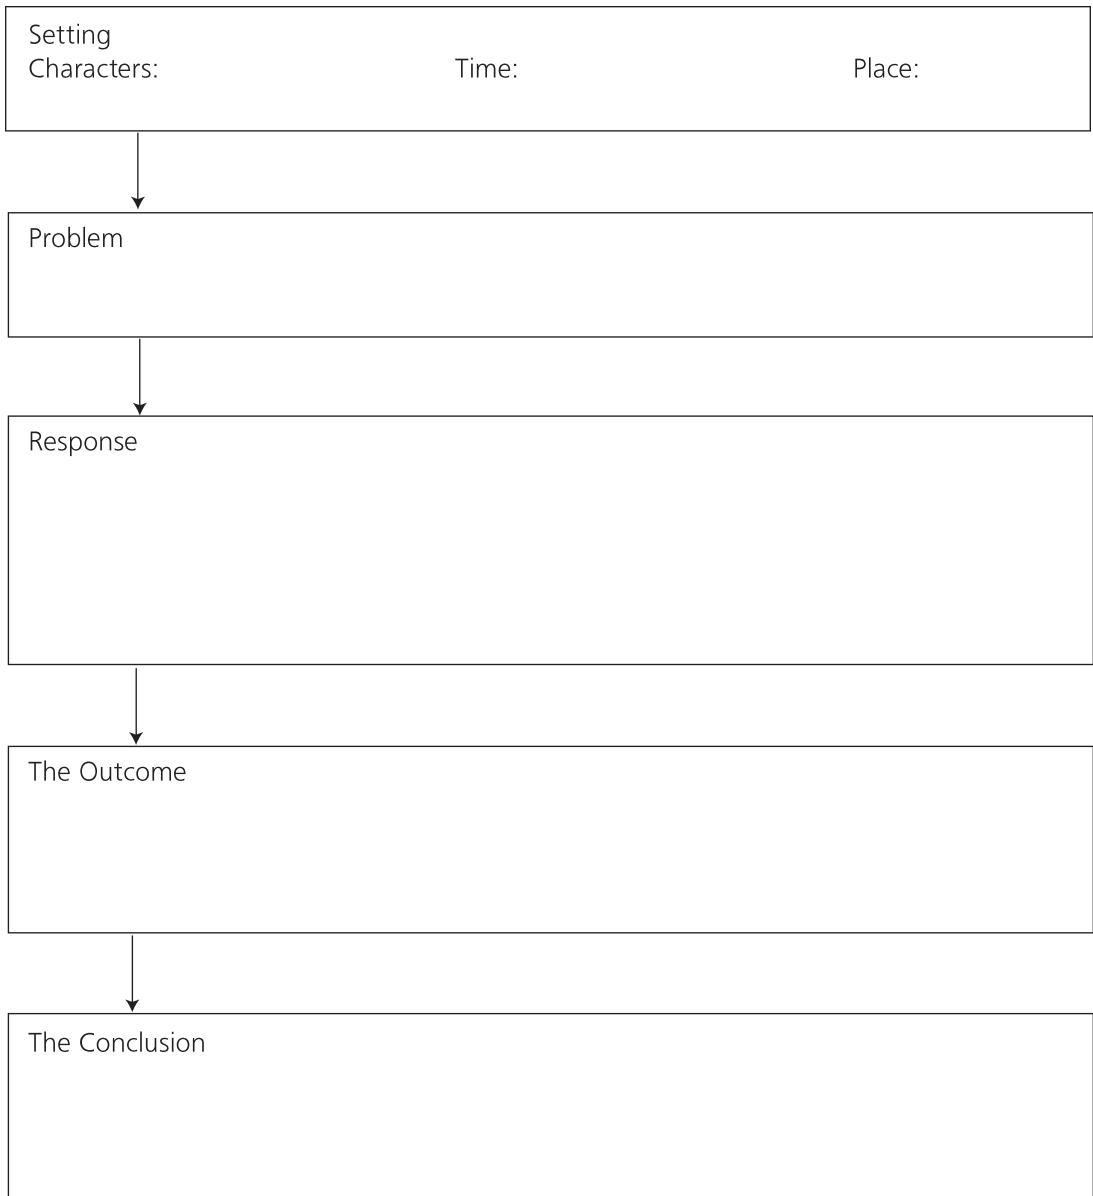 Setting
Characters: Time: Place:
Problem
Response
The Outcome
The Conclusion